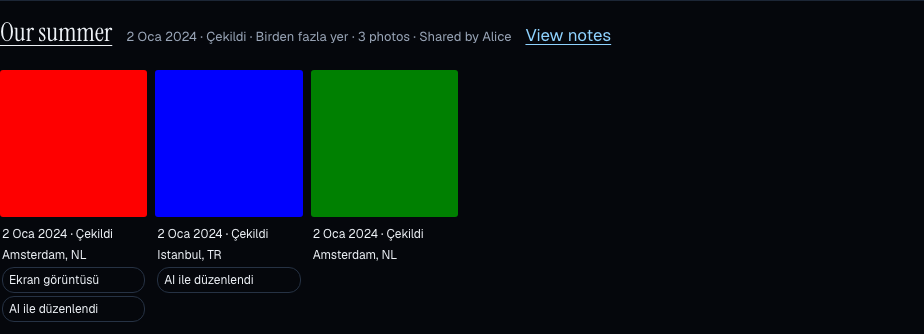 Our summer 2 Oca 2024 · Çekildi · Birden fazla yer · 3 photos · Shared by Alice View notes
2 Oca 2024 · Çekildi
Amsterdam, NL
Ekran görüntüsü
AI ile düzenlendi
2 Oca 2024 · Çekildi
Istanbul, TR
AI ile düzenlendi
2 Oca 2024 · Çekildi
Amsterdam, NL